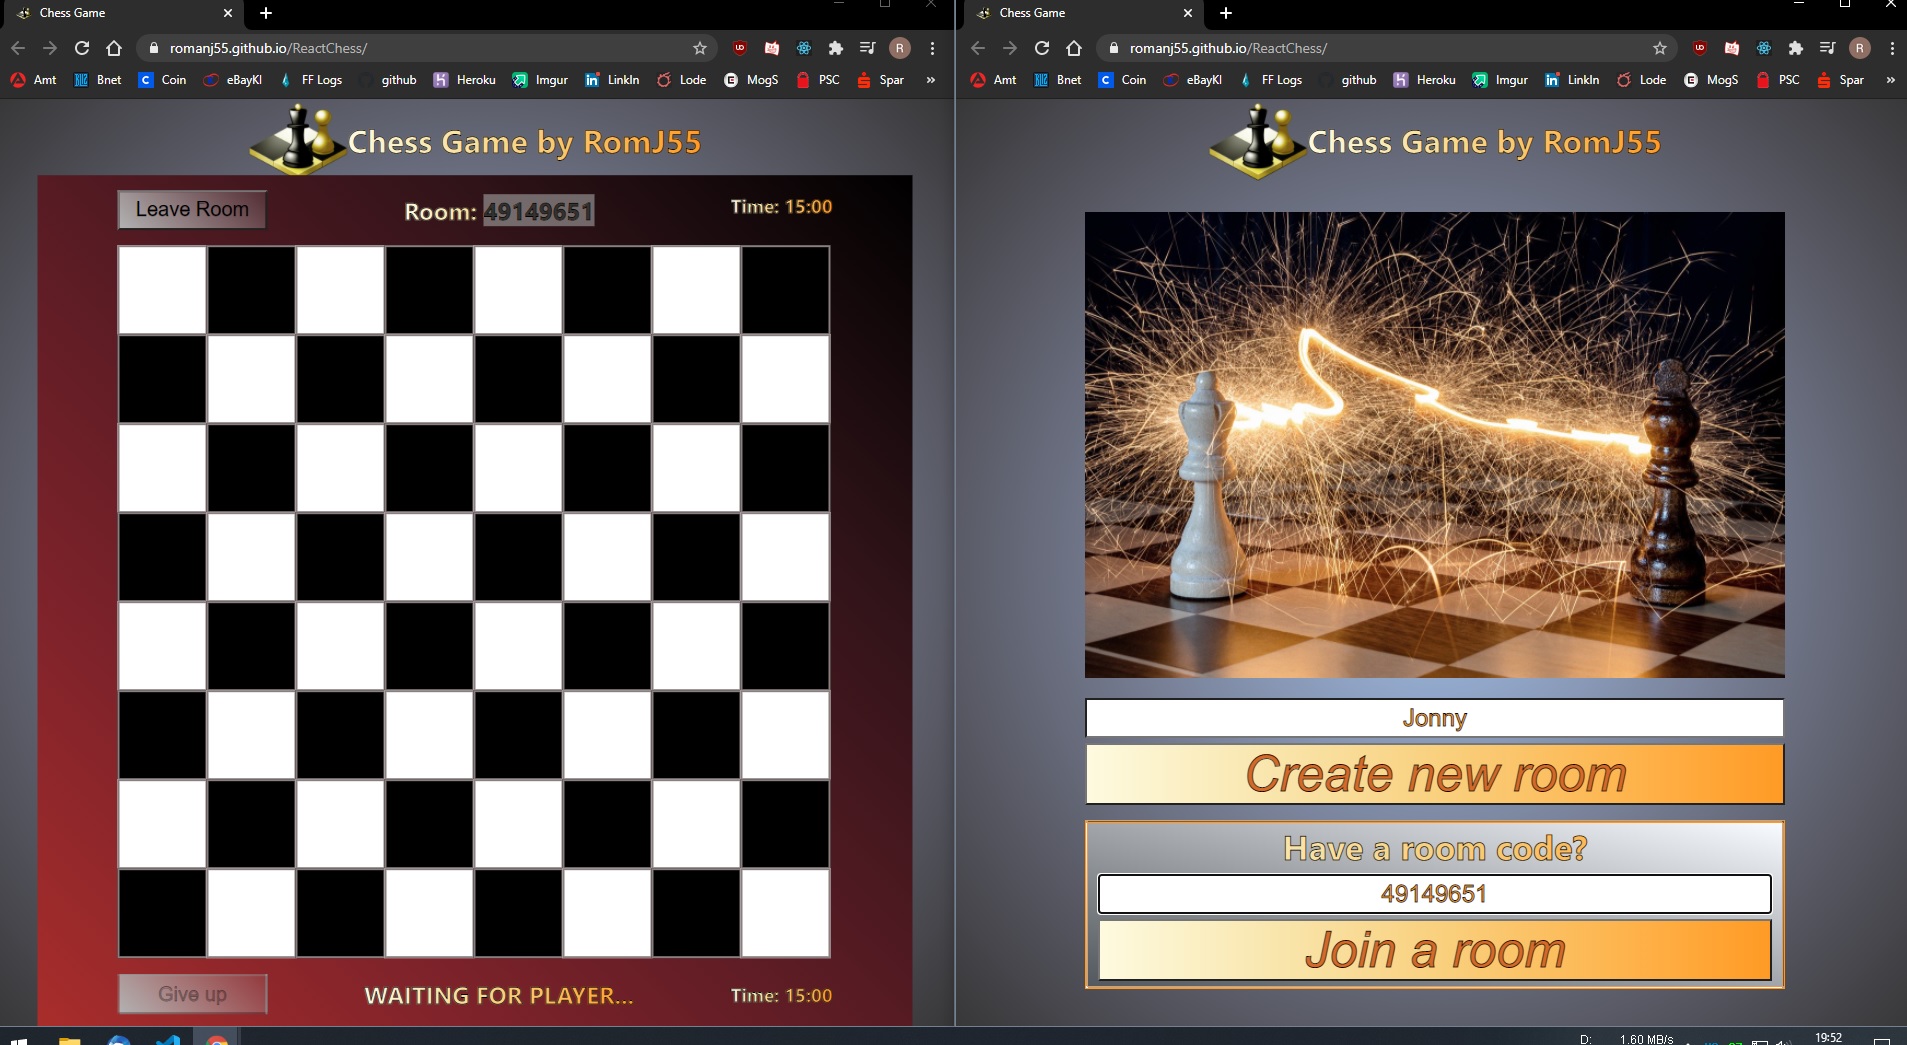 Chess Game
romanj55.github.io/ReactChess/
R
Amt Bnet Coin eBayKl FF Logs github Heroku Imgur LinkIn Lode MogS PSC Spar »
Chess Game by RomJ55
Leave Room
Room: 49149651
Time: 15:00
Give up
WAITING FOR PLAYER...
Time: 15:00
Chess Game
romanj55.github.io/ReactChess/
R
Amt Bnet Coin eBayKl FF Logs github Heroku Imgur LinkIn Lode MogS PSC Spar »
Chess Game by RomJ55
Jonny
Create new room
Have a room code?
49149651
Join a room
D: 1.60 MB/s
19:52